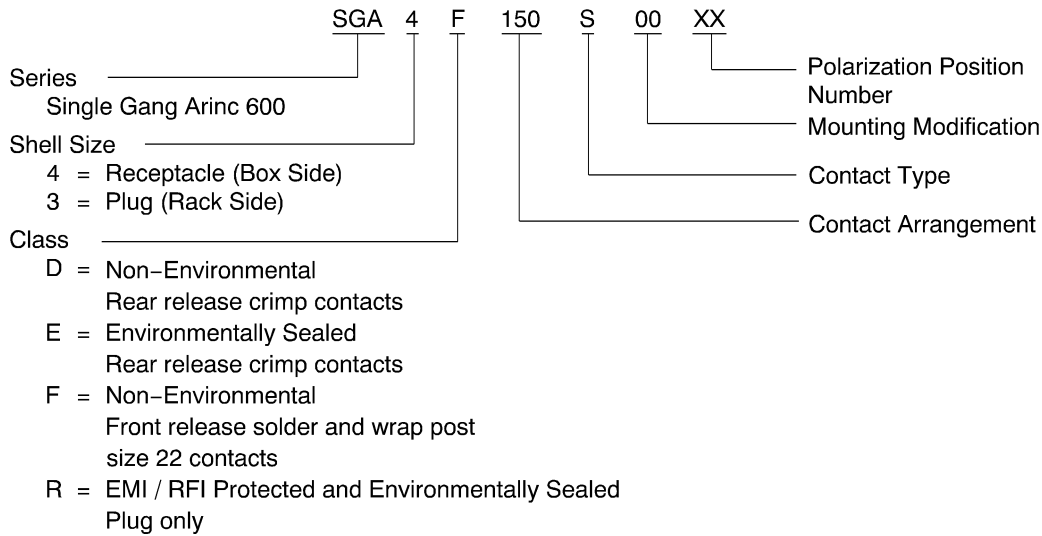 SGA 4 F 150 S 00 XX
Series
Single Gang Arinc 600
Shell Size
4 = Receptacle (Box Side)
3 = Plug (Rack Side)
Class
D = Non−Environmental
Rear release crimp contacts
E = Environmentally Sealed
Rear release crimp contacts
F = Non−Environmental
Front release solder and wrap post
size 22 contacts
R = EMI / RFI Protected and Environmentally Sealed
Plug only
Polarization Position
Number
Mounting Modification
Contact Type
Contact Arrangement